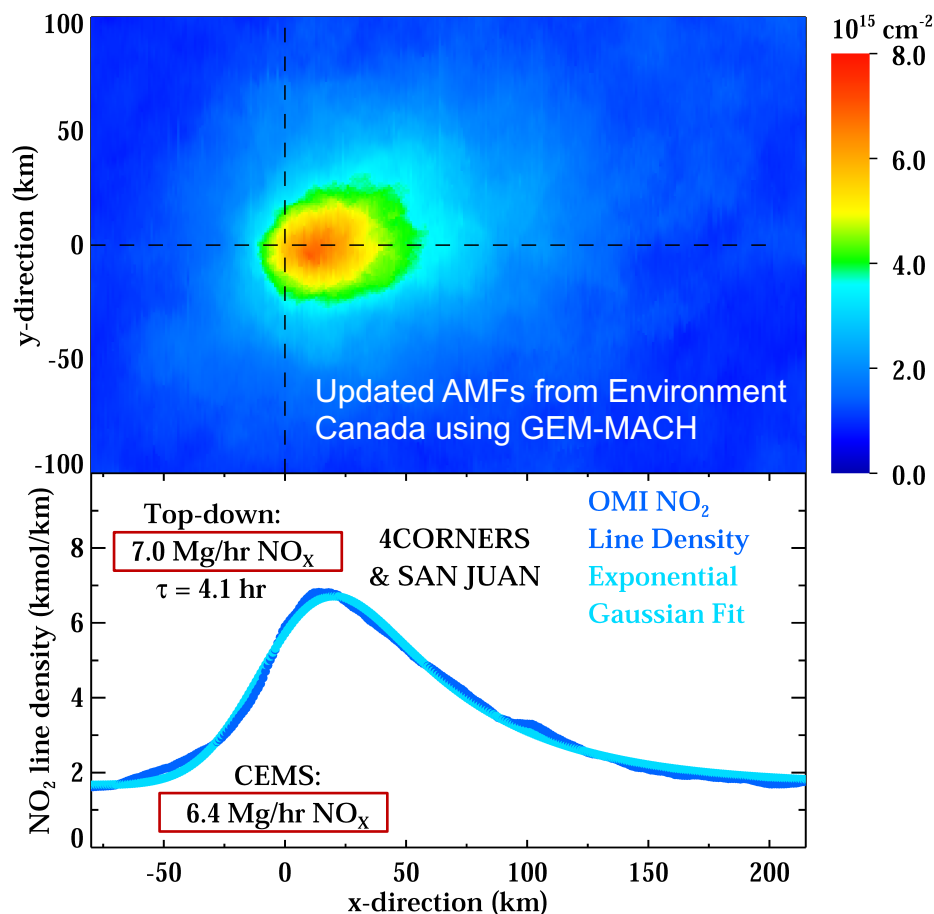 10¹⁵ cm⁻²
100
50
0
-50
-100
y-direction (km)
8.0
6.0
4.0
2.0
0.0
Updated AMFs from Environment
Canada using GEM-MACH
Top-down:
7.0 Mg/hr NOₓ
τ = 4.1 hr
4CORNERS
& SAN JUAN
OMI NO₂
Line Density
Exponential
Gaussian Fit
CEMS:
6.4 Mg/hr NOₓ
8
6
4
2
0
NO₂ line density (kmol/km)
-50
0
50
100
150
200
x-direction (km)